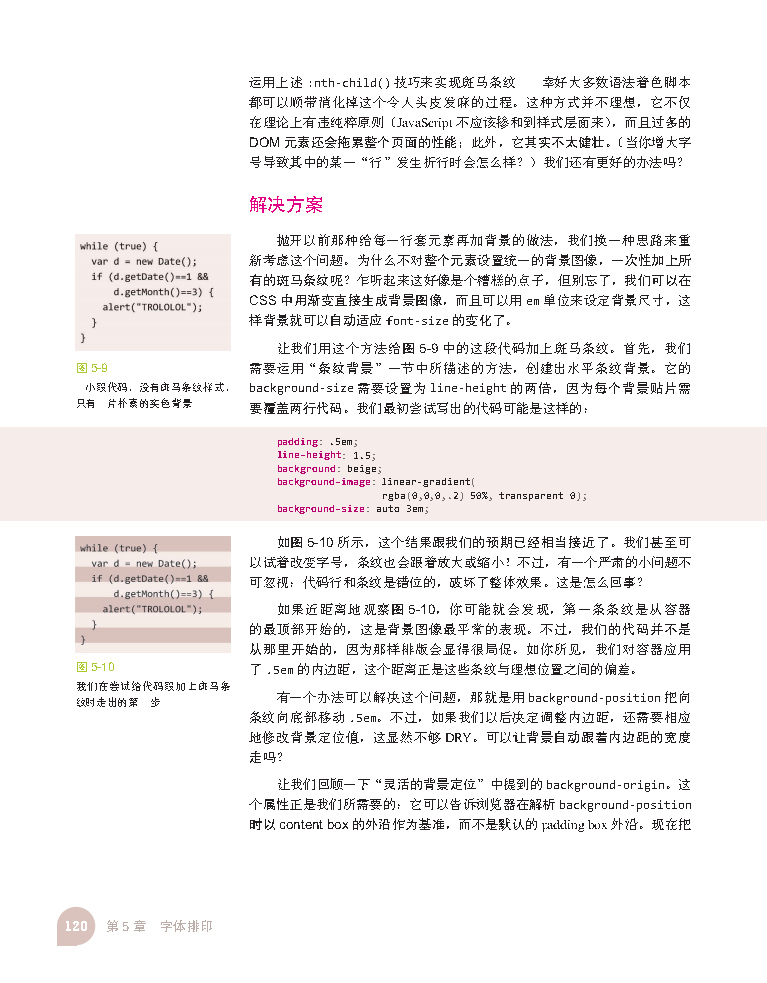 运用上述 :nth-child() 技巧来实现斑马条纹　　幸好大多数语法着色脚本
都可以顺带消化掉这个令人头皮发麻的过程。这种方式并不理想，它不仅
在理论上有违纯粹原则（JavaScript 不应该掺和到样式层面来），而且过多的
DOM 元素还会拖累整个页面的性能；此外，它其实不太健壮。（当你增大字
号导致其中的某一“行”发生折行时会怎么样？）我们还有更好的办法吗？
解决方案
抛开以前那种给每一行套元素再加背景的做法，我们换一种思路来重
新考虑这个问题。为什么不对整个元素设置统一的背景图像，一次性加上所
有的斑马条纹呢？乍听起来这好像是个糟糕的点子，但别忘了，我们可以在
CSS 中用渐变直接生成背景图像，而且可以用 em 单位来设定背景尺寸，这
样背景就可以自动适应 font-size 的变化了。
while (true) {
var d = new Date();
if (d.getDate()==1 &&
d.getMonth()==3) {
alert("TROLOLOL");
}
}
图 5-9
小段代码，没有斑马条纹样式，
只有　片朴素的实色背景
让我们用这个方法给图 5-9 中的这段代码加上斑马条纹。首先，我们
需要运用“条纹背景”一节中所描述的方法，创建出水平条纹背景。它的
background-size 需要设置为 line-height 的两倍，因为每个背景贴片需
要覆盖两行代码。我们最初尝试写出的代码可能是这样的：
padding: .5em;
line-height: 1.5;
background: beige;
background-image: linear-gradient(
rgba(0,0,0,.2) 50%, transparent 0);
background-size: auto 3em;
while (true) {
var d = new Date();
if (d.getDate()==1 &&
d.getMonth()==3) {
alert("TROLOLOL");
}
}
图 5-10
我们在尝试给代码段加上斑马条
纹时走出的第　步
如图 5-10 所示，这个结果跟我们的预期已经相当接近了。我们甚至可
以试着改变字号，条纹也会跟着放大或缩小！不过，有一个严肃的小问题不
可忽视：代码行和条纹是错位的，破坏了整体效果。这是怎么回事？
如果近距离地观察图 5-10，你可能就会发现，第一条条纹是从容器
的最顶部开始的，这是背景图像最平常的表现。不过，我们的代码并不是
从那里开始的，因为那样排版会显得很局促。如你所见，我们对容器应用
了 .5em 的内边距，这个距离正是这些条纹与理想位置之间的偏差。
有一个办法可以解决这个问题，那就是用 background-position 把向
条纹向底部移动 .5em。不过，如果我们以后决定调整内边距，还需要相应
地修改背景定位值，这显然不够 DRY。可以让背景自动跟着内边距的宽度
走吗？
让我们回顾一下“灵活的背景定位”中提到的 background-origin。这
个属性正是我们所需要的：它可以告诉浏览器在解析 background-position
时以 content box 的外沿作为基准，而不是默认的 padding box 外沿。现在把
120　第 5 章　字体排印